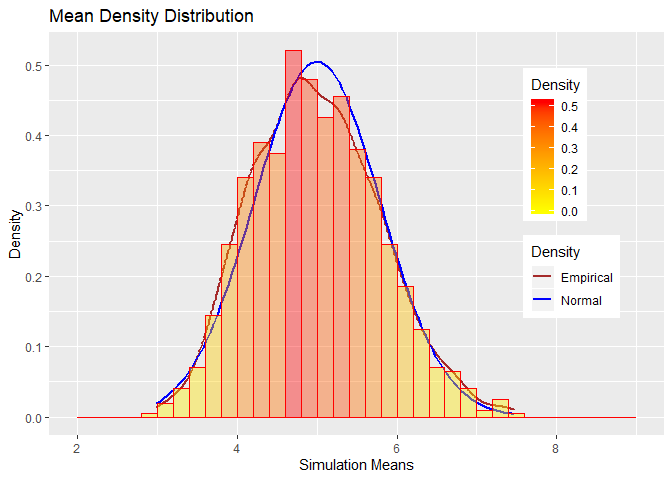 Mean Density Distribution
0.5
0.4
0.3
0.2
0.1
0.0
Density
2
4
6
8
Simulation Means
Density
0.5
0.4
0.3
0.2
0.1
0.0
Density
Empirical
Normal